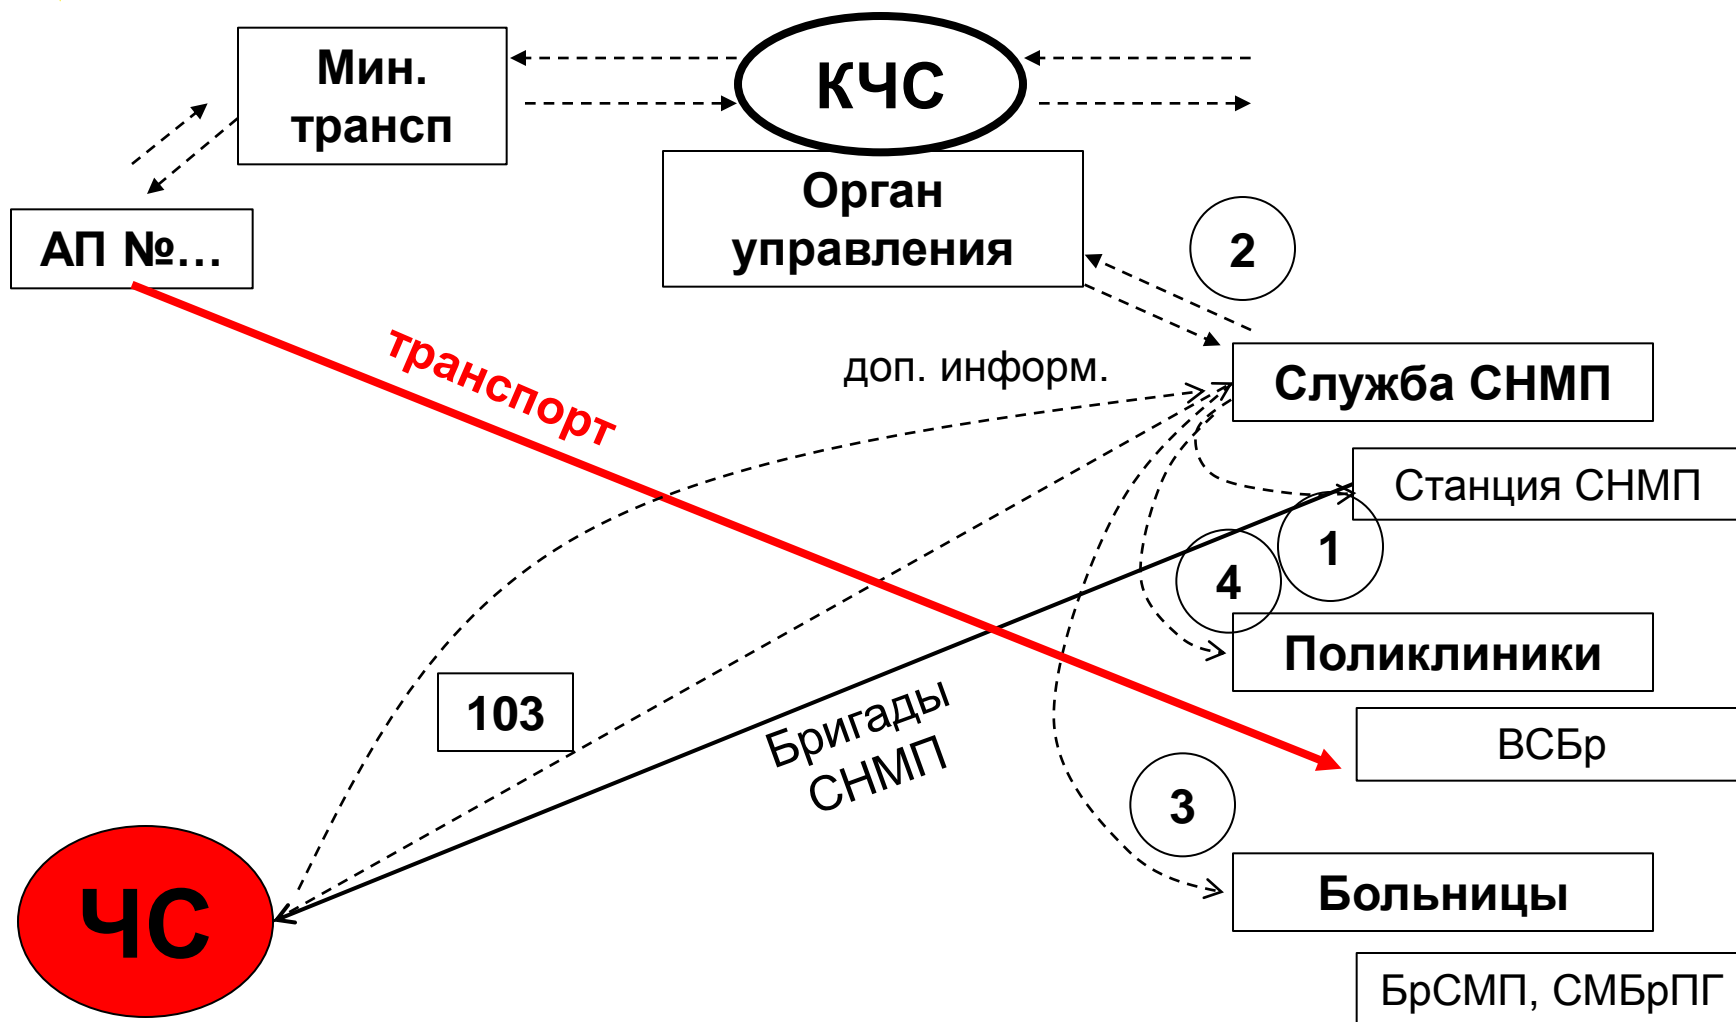 Мин.
трансп
КЧС
Орган
управления
АП №...
2
транспорт
доп. информ.
Служба СНМП
Станция СНМП
1
4
Поликлиники
103
Бригады
СНМП
ВСБр
3
Больницы
ЧС
БрСМП, СМБрПГ